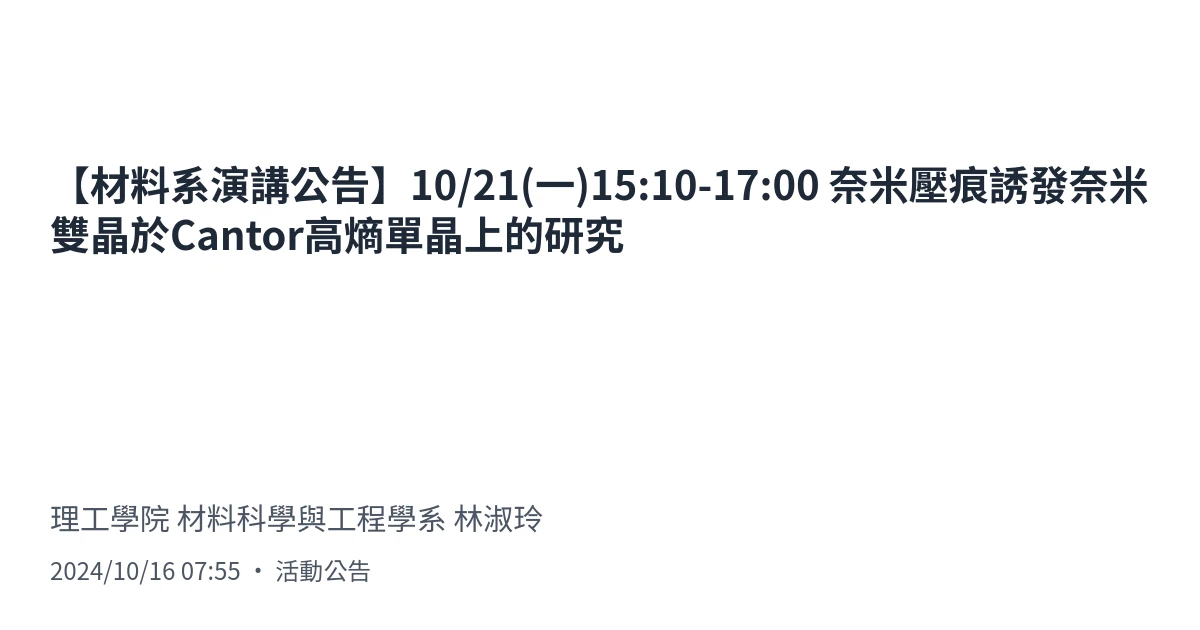 【材料系演講公告】10/21(一)15:10-17:00 奈米壓痕誘發奈米
雙晶於Cantor高熵單晶上的研究
理工學院 材料科學與工程學系 林淑玲
2024/10/16 07:55 · 活動公告